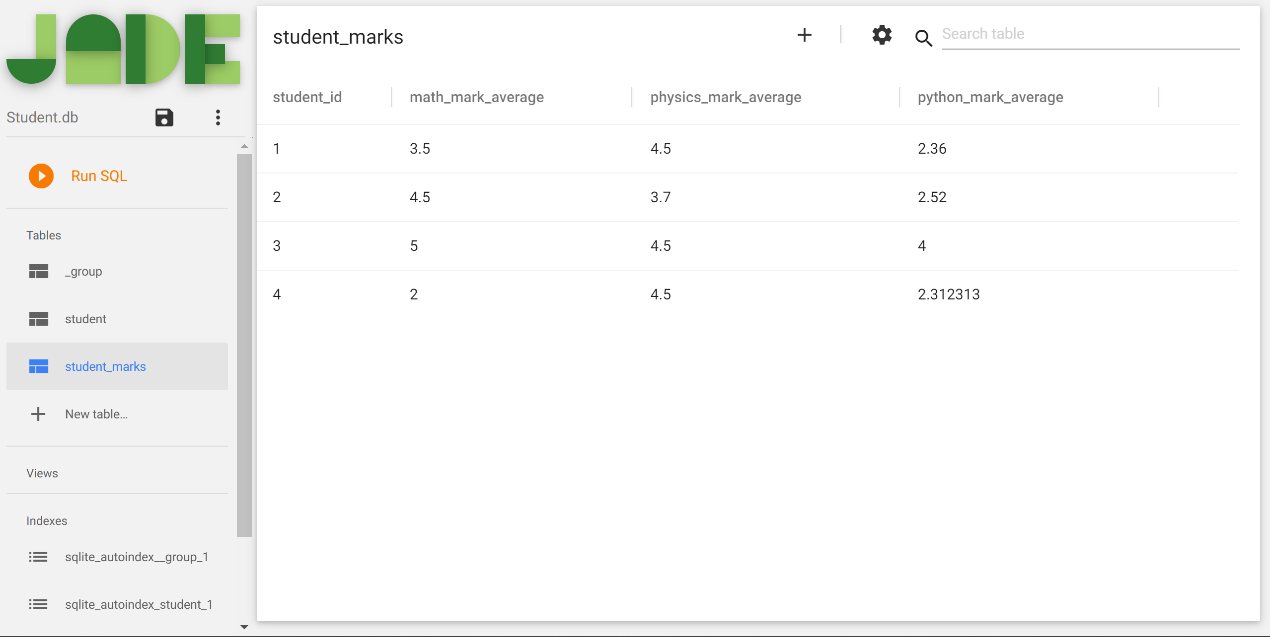 JADE
Student.db
Run SQL
Tables
_group
student
student_marks
New table...
Views
Indexes
sqlite_autoindex__group_1
sqlite_autoindex_student_1
student_marks
Search table
student_id math_mark_average physics_mark_average python_mark_average
1 3.5 4.5 2.36
2 4.5 3.7 2.52
3 5 4.5 4
4 2 4.5 2.312313